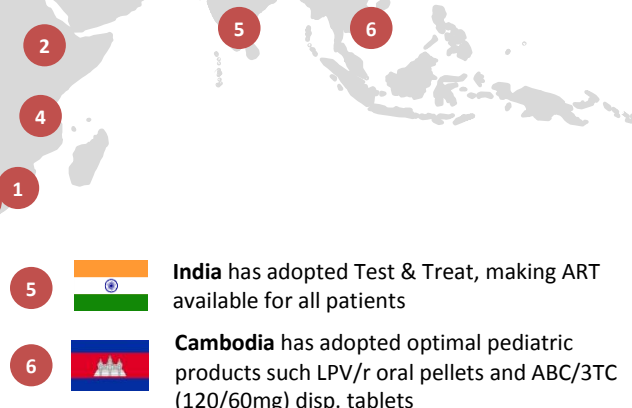 2
5
6
4
1
5
India has adopted Test & Treat, making ART
available for all patients
6
Cambodia has adopted optimal pediatric
products such LPV/r oral pellets and ABC/3TC
(120/60mg) disp. tablets